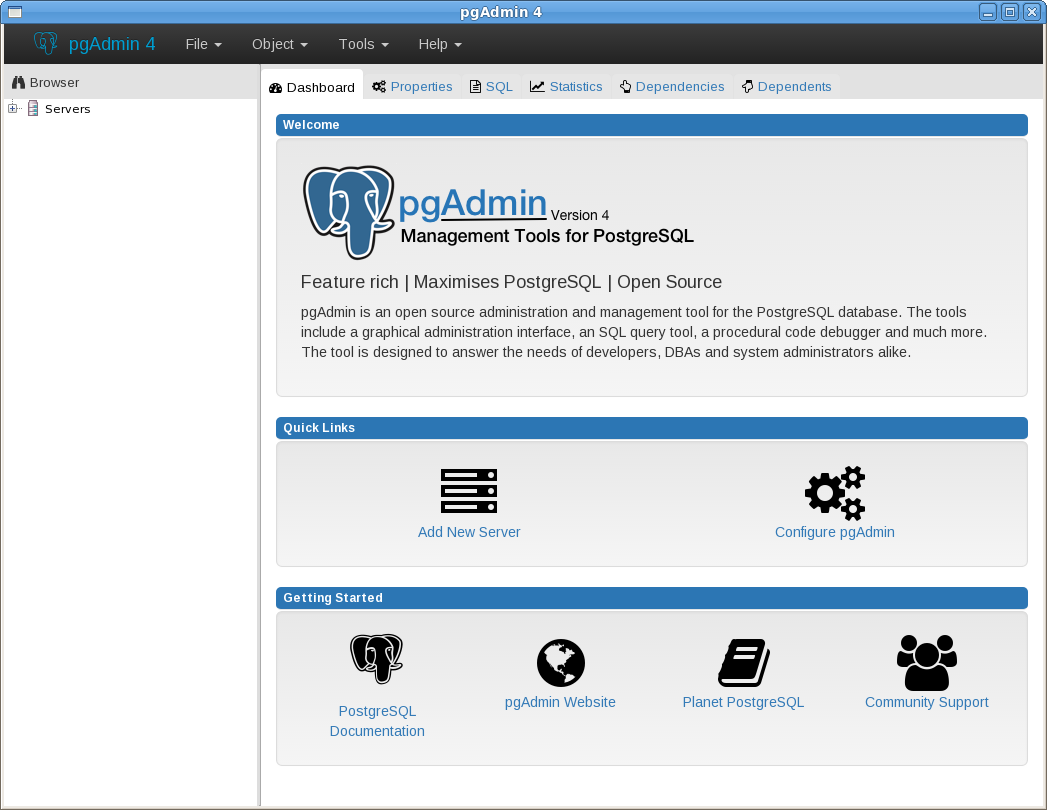 pgAdmin 4
pgAdmin 4 File Object Tools Help
Browser
Servers
Dashboard Properties SQL Statistics Dependencies Dependents
Welcome
pgAdmin Version 4
Management Tools for PostgreSQL
Feature rich | Maximises PostgreSQL | Open Source
pgAdmin is an open source administration and management tool for the PostgreSQL database. The tools
include a graphical administration interface, an SQL query tool, a procedural code debugger and much more.
The tool is designed to answer the needs of developers, DBAs and system administrators alike.
Quick Links
Add New Server Configure pgAdmin
Getting Started
PostgreSQL
Documentation
pgAdmin Website
Planet PostgreSQL
Community Support